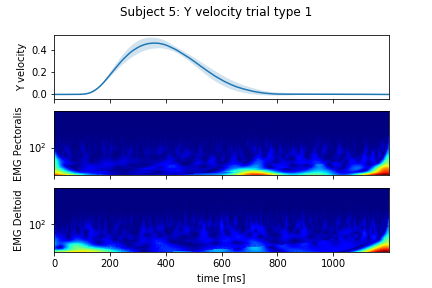 Subject 5: Y velocity trial type 1
Y velocity
0.4
0.2
0.0
EMG Pectoralis
10²
EMG Deltoid
10²
0 200 400 600 800 1000
time [ms]